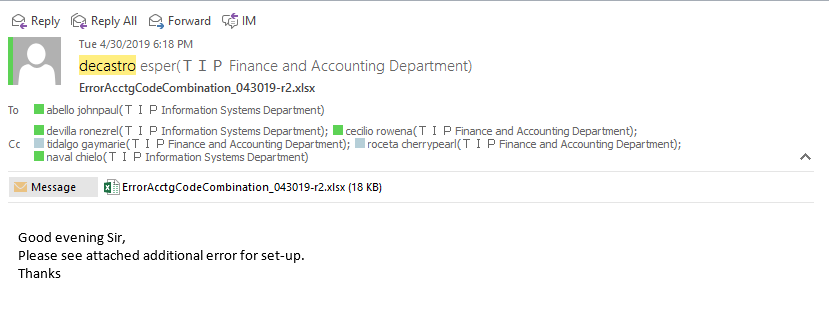 Reply Reply All Forward IM
Tue 4/30/2019 6:18 PM
decastro esper(T I P Finance and Accounting Department)
ErrorAcctgCodeCombination_043019-r2.xlsx
To abello johnpaul(T I P Information Systems Department)
devilla ronezrel(T I P Information Systems Department); cecilio rowena(T I P Finance and Accounting Department);
Cc tidalgo gaymarie(T I P Finance and Accounting Department); roceta cherrypearl(T I P Finance and Accounting Department);
naval chielo(T I P Information Systems Department)
Message ErrorAcctgCodeCombination_043019-r2.xlsx (18 KB)
Good evening Sir,
Please see attached additional error for set-up.
Thanks